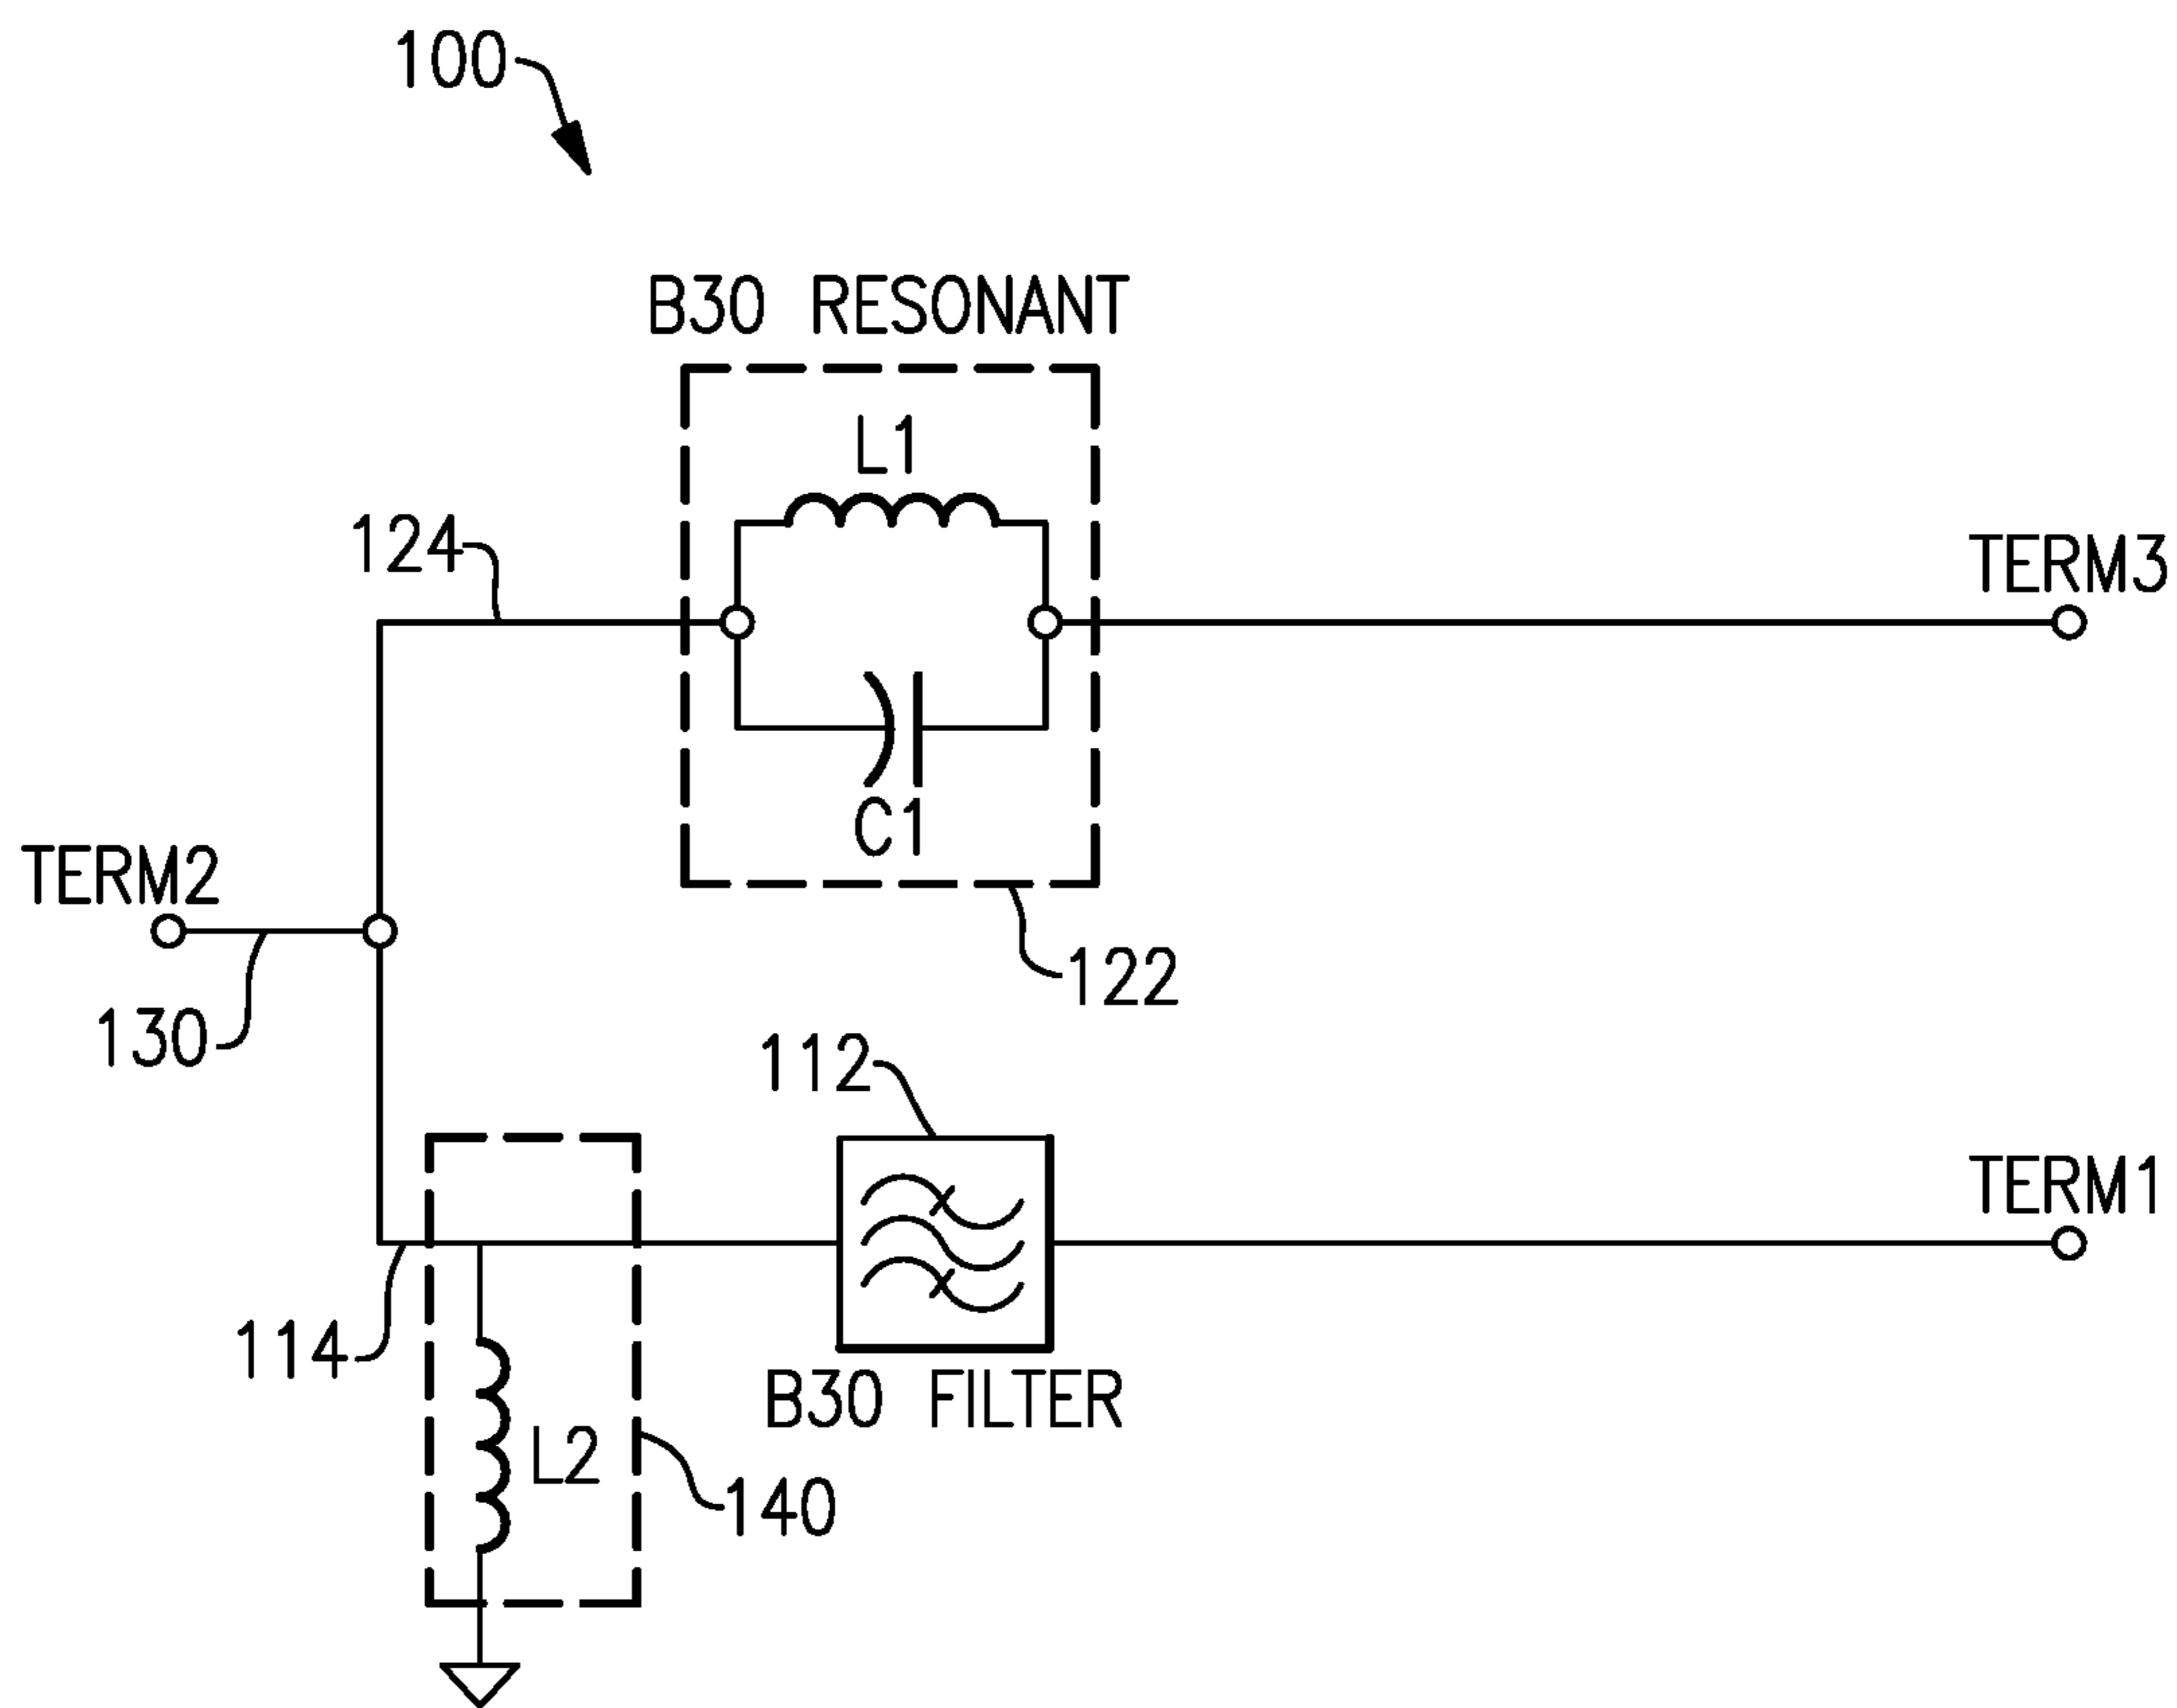 100
B30 RESONANT
L1
124
TERM3
C1
TERM2
122
130
112
TERM1
114
B30 FILTER
L2
140